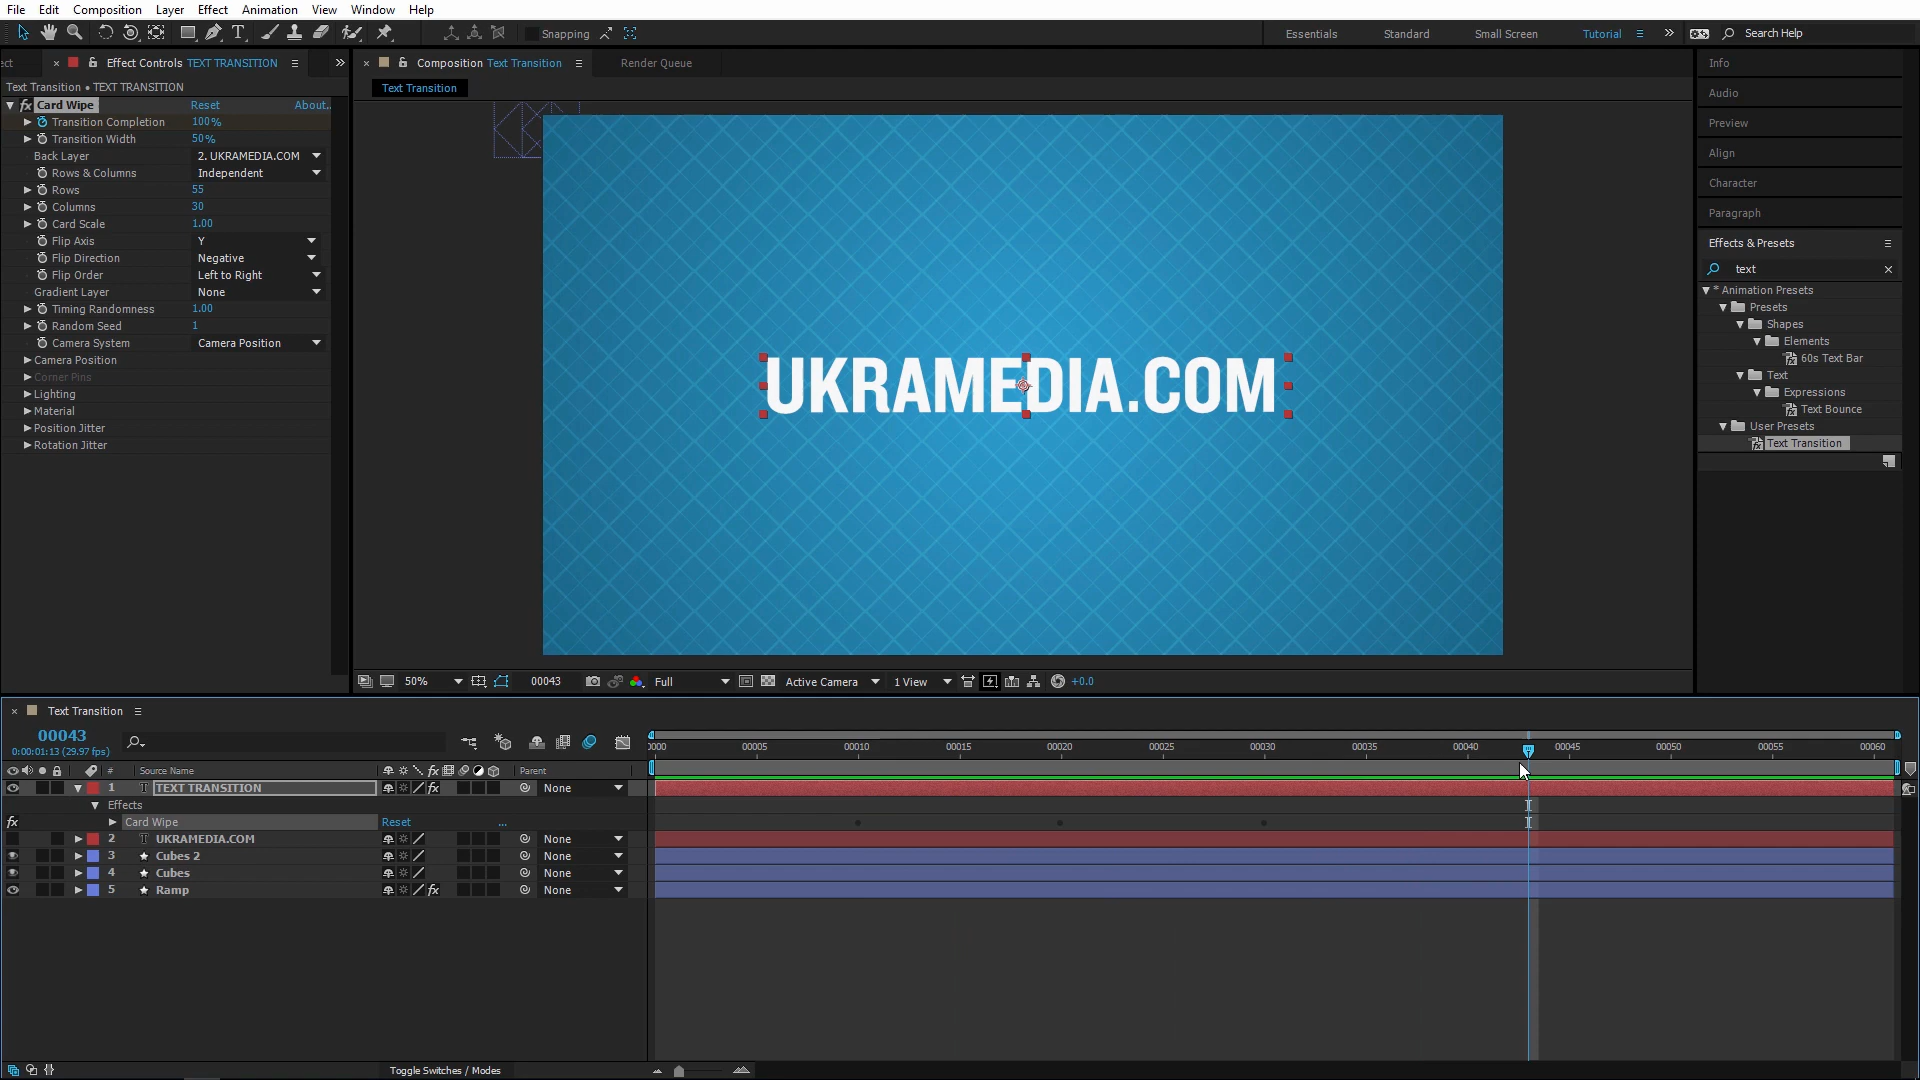 File Edit Composition Layer Effect Animation View Window Help
Snapping Essentials Standard Small Screen Tutorial Search Help
ect Effect Controls TEXT TRANSITION Composition Text Transition Render Queue Info
Text Transition • TEXT TRANSITION Text Transition
fx Card Wipe Reset About..
Transition Completion 100%
Transition Width 50%
Back Layer 2. UKRAMEDIA.COM
Rows & Columns Independent
Rows 55
Columns 30
Card Scale 1.00
Flip Axis Y
Flip Direction Negative
Flip Order Left to Right
Gradient Layer None
Timing Randomness 1.00
Random Seed 1
Camera System Camera Position
Camera Position
Corner Pins
Lighting
Material
Position Jitter
Rotation Jitter
UKRAMEDIA.COM
Audio
Preview
Align
Character
Paragraph
Effects & Presets
text
* Animation Presets
Presets
Shapes
Elements
60s Text Bar
Text
Expressions
Text Bounce
User Presets
Text Transition
50% 00043 Full Active Camera 1 View +0.0
Text Transition
00043
0:00:01:13 (29.97 fps)
0000 00005 00010 00015 00020 00025 00030 00035 00040 00045 00050 00055 00060
# Source Name fx Parent
1 T TEXT TRANSITION fx None
Effects
fx Card Wipe Reset ...
2 T UKRAMEDIA.COM None
3 Cubes 2 None
4 Cubes None
5 Ramp fx None
Toggle Switches / Modes